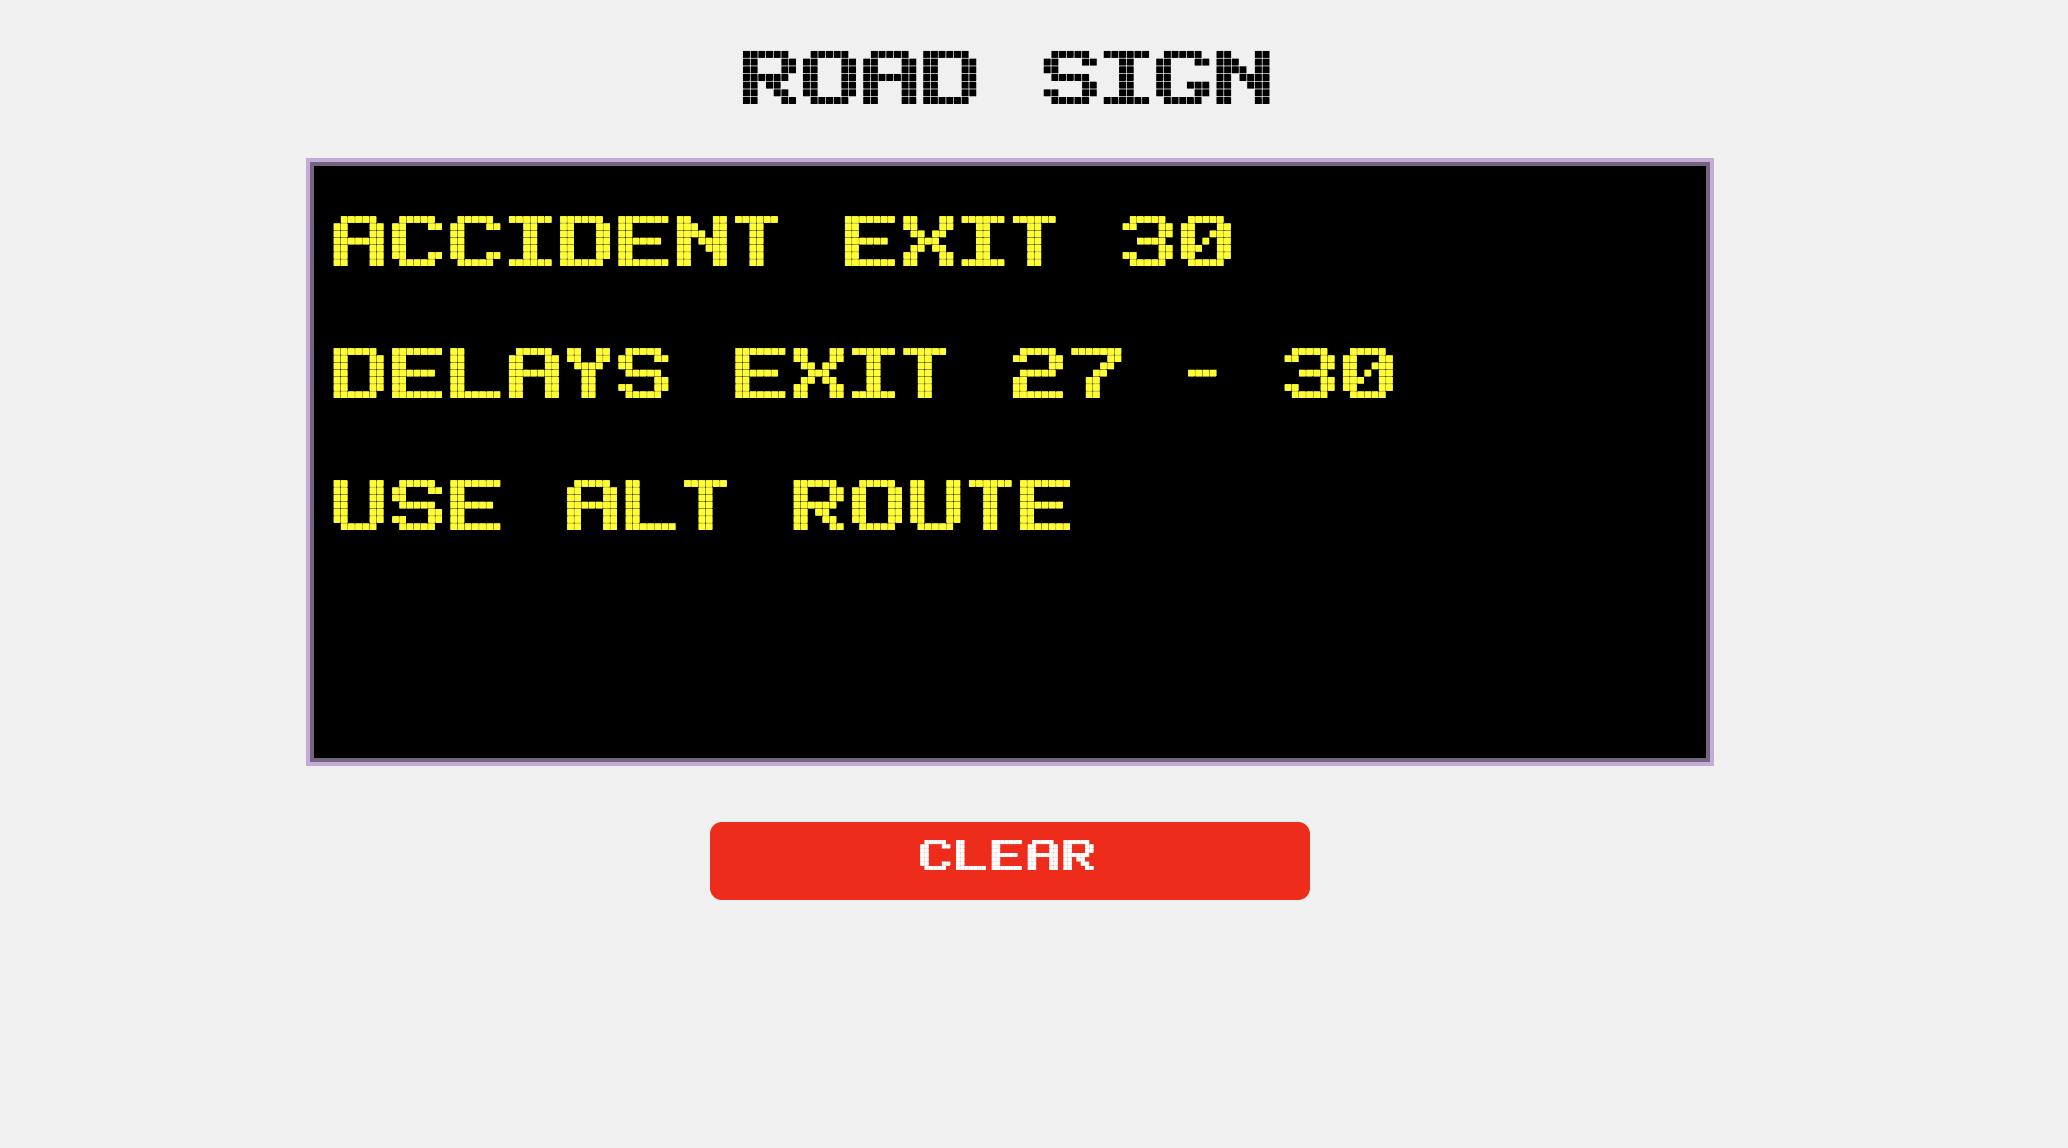 ROAD SIGN
ACCIDENT EXIT 30
DELAYS EXIT 27 - 30
USE ALT ROUTE
CLEAR